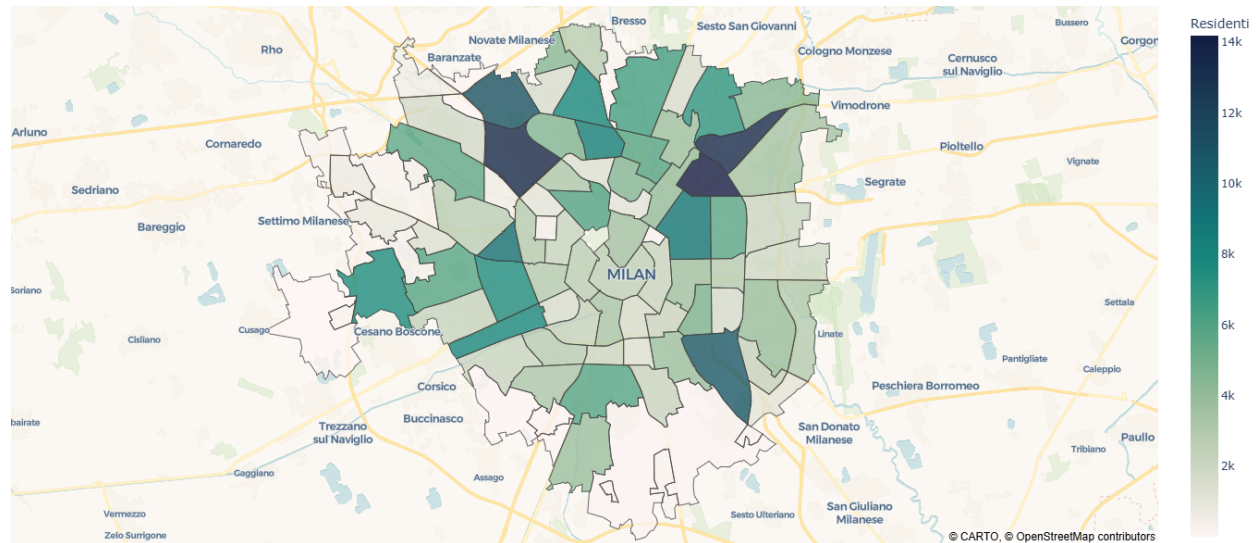 Bresso
Sesto San Giovanni
Bussero
Residenti
14k
Rho
Novate Milanese
Cologno Monzese
Gorgon
Baranzate
Cernusco
sul Naviglio
12k
Vimodrone
Arluno
Cornaredo
Pioltello
Vignate
10k
Sedriano
Segrate
Bareggio
Settimo Milanese
8k
MILAN
Soriano
Settala
Cusago
Cisliano
Cesano Boscone
Linate
6k
Pantigliate
Caleppio
Corsico
Peschiera Borromeo
Buccinasco
4k
Trezzano
sul Naviglio
San Donato
Milanese
Paullo
Tribiano
Gaggiano
Assago
2k
Vermezzo
Sesto Ulteriano
San Giuliano
Milanese
Zelo Surrigone
© CARTO, © OpenStreetMap contributors